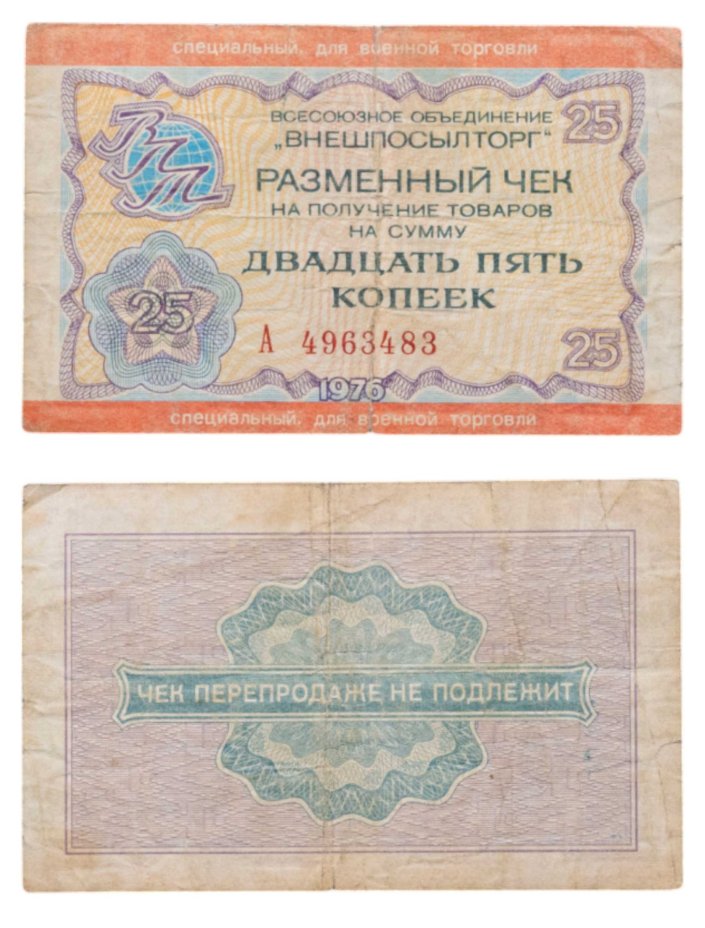 специальный. для военной торговли
ВПТ
ВСЕСОЮЗНОЕ ОБЪЕДИНЕНИЕ
„ВНЕШПОСЫЛТОРГ“
25
РАЗМЕННЫЙ ЧЕК
НА ПОЛУЧЕНИЕ ТОВАРОВ
НА СУММУ
ДВАДЦАТЬ ПЯТЬ
КОПЕЕК
25
А 4963483
25
1976
специальный. для военной торговли
ЧЕК ПЕРЕПРОДАЖЕ НЕ ПОДЛЕЖИТ